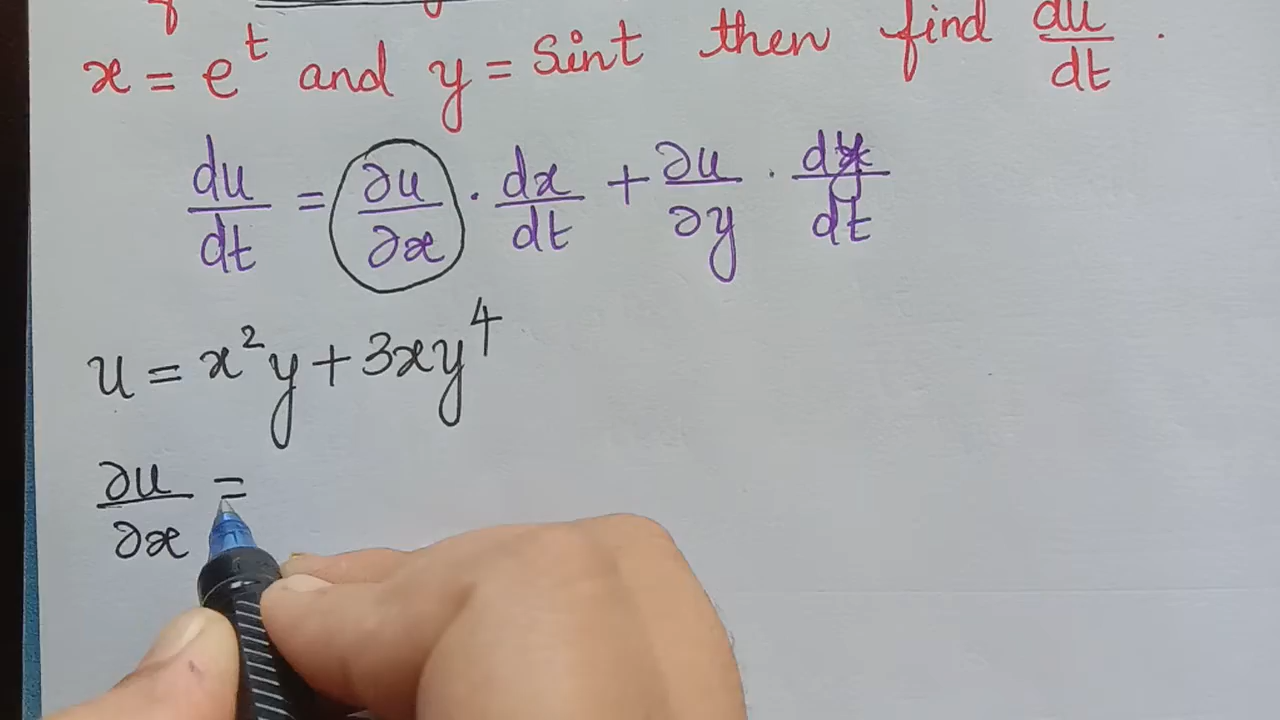 x = e^t and y = Sint then find du/dt .
du/dt = ∂u/∂x · dx/dt + ∂u/∂y · dy/dt
u = x²y + 3xy⁴
∂u/∂x =